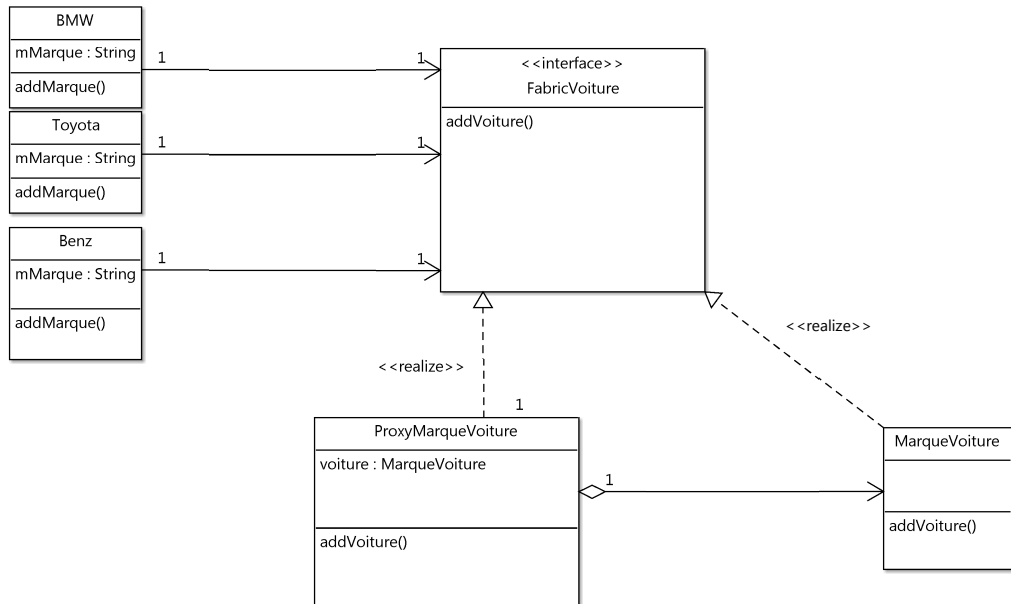 BMW
mMarque : String
addMarque()
1
1
Toyota
mMarque : String
addMarque()
1
1
Benz
mMarque : String
addMarque()
1
1
<<interface>>
FabricVoiture
addVoiture()
<<realize>>
<<realize>>
1
ProxyMarqueVoiture
voiture : MarqueVoiture
addVoiture()
1
MarqueVoiture
addVoiture()